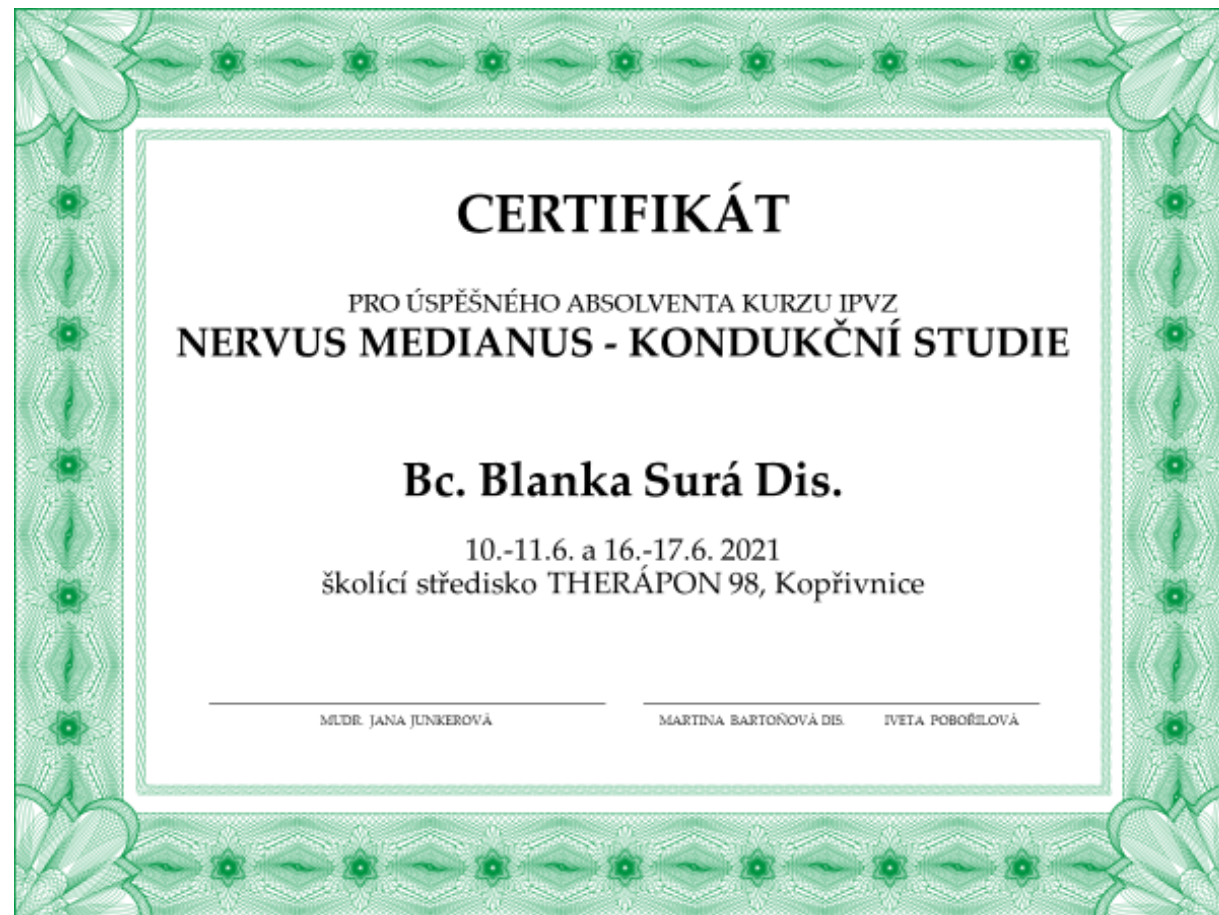 CERTIFIKÁT
PRO ÚSPĚŠNÉHO ABSOLVENTA KURZU IPVZ
NERVUS MEDIANUS - KONDUKČNÍ STUDIE
Bc. Blanka Surá Dis.
10.-11.6. a 16.-17.6. 2021
školící středisko THERÁPON 98, Kopřivnice
MUDR. JANA JUNKEROVÁ
MARTINA BARTOŇOVÁ DIS. IVETA POBOŘILOVÁ